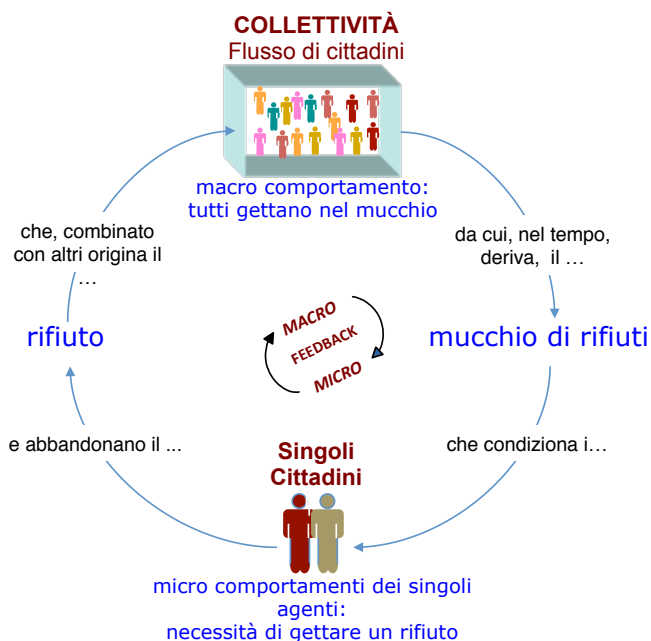 COLLETTIVITÀ
Flusso di cittadini
macro comportamento:
tutti gettano nel mucchio
che, combinato
con altri origina il
…
da cui, nel tempo,
deriva, il …
rifiuto
MACRO
FEEDBACK
MICRO
mucchio di rifiuti
e abbandonano il ...
che condiziona i…
Singoli
Cittadini
micro comportamenti dei singoli
agenti:
necessità di gettare un rifiuto